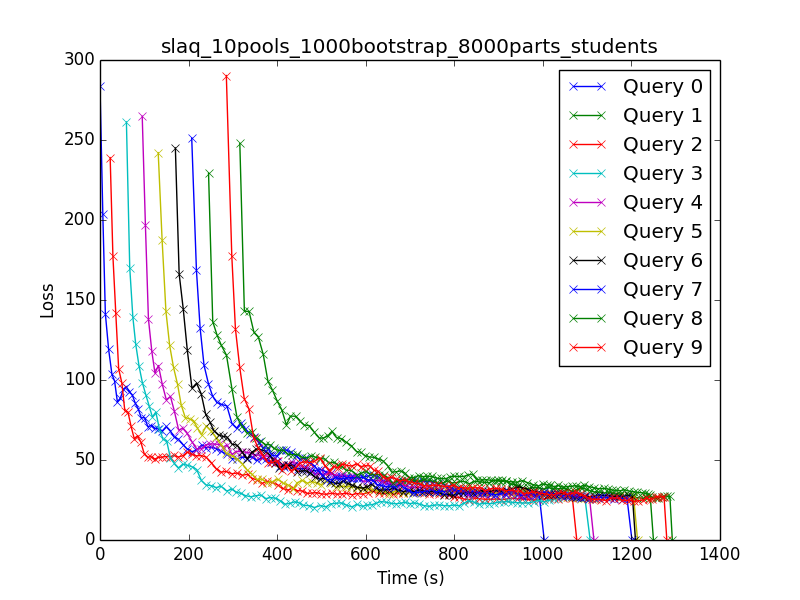 slaq_10pools_1000bootstrap_8000parts_students
300
250
200
150
100
50
0
Loss
0 200 400 600 800 1000 1200 1400
Time (s)
Query 0
Query 1
Query 2
Query 3
Query 4
Query 5
Query 6
Query 7
Query 8
Query 9